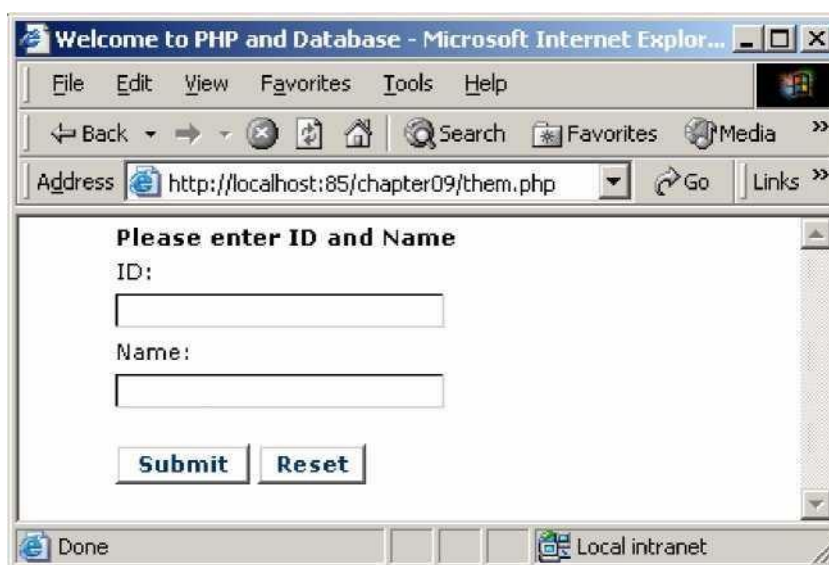 Welcome to PHP and Database - Microsoft Internet Explor...
File Edit View Favorites Tools Help
Back Search Favorites Media »
Address http://localhost:85/chapter09/them.php Go Links »
Please enter ID and Name
ID:
Name:
Submit Reset
Done Local intranet